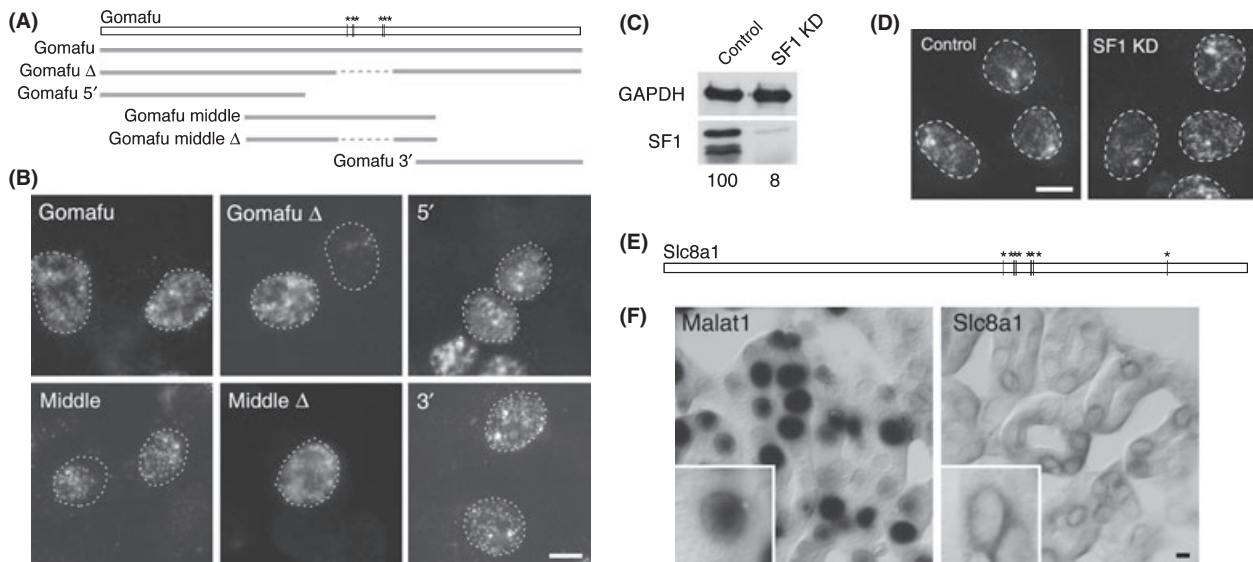 (A)
Gomafu
*** ***
Gomafu
Gomafu Δ
Gomafu 5′
Gomafu middle
Gomafu middle Δ
Gomafu 3′
(B)
Gomafu
Gomafu Δ
5′
Middle
Middle Δ
3′
(C)
Control
SF1 KD
GAPDH
SF1
100
8
(D)
Control
SF1 KD
(E)
Slc8a1
* *** *** *
(F)
Malat1
Slc8a1